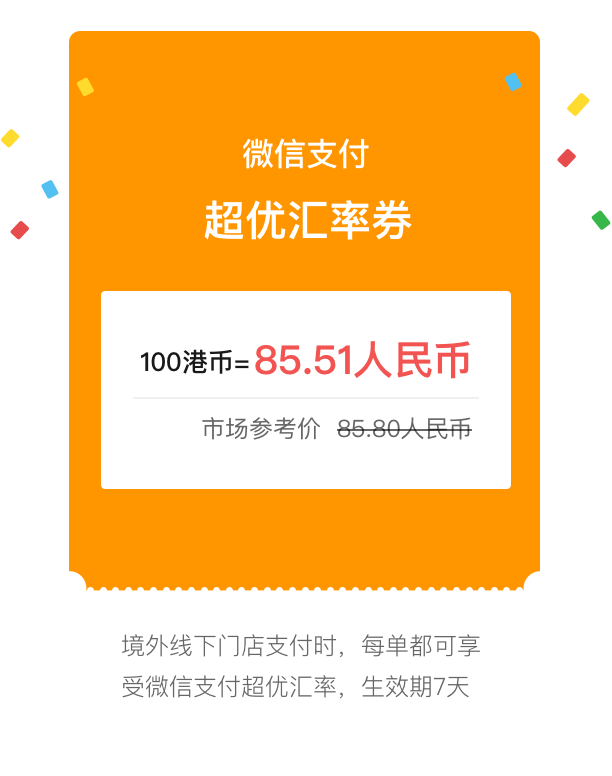 微信支付
超优汇率券
100港币=85.51人民币
市场参考价 85.80人民币
境外线下门店支付时，每单都可享
受微信支付超优汇率，生效期7天